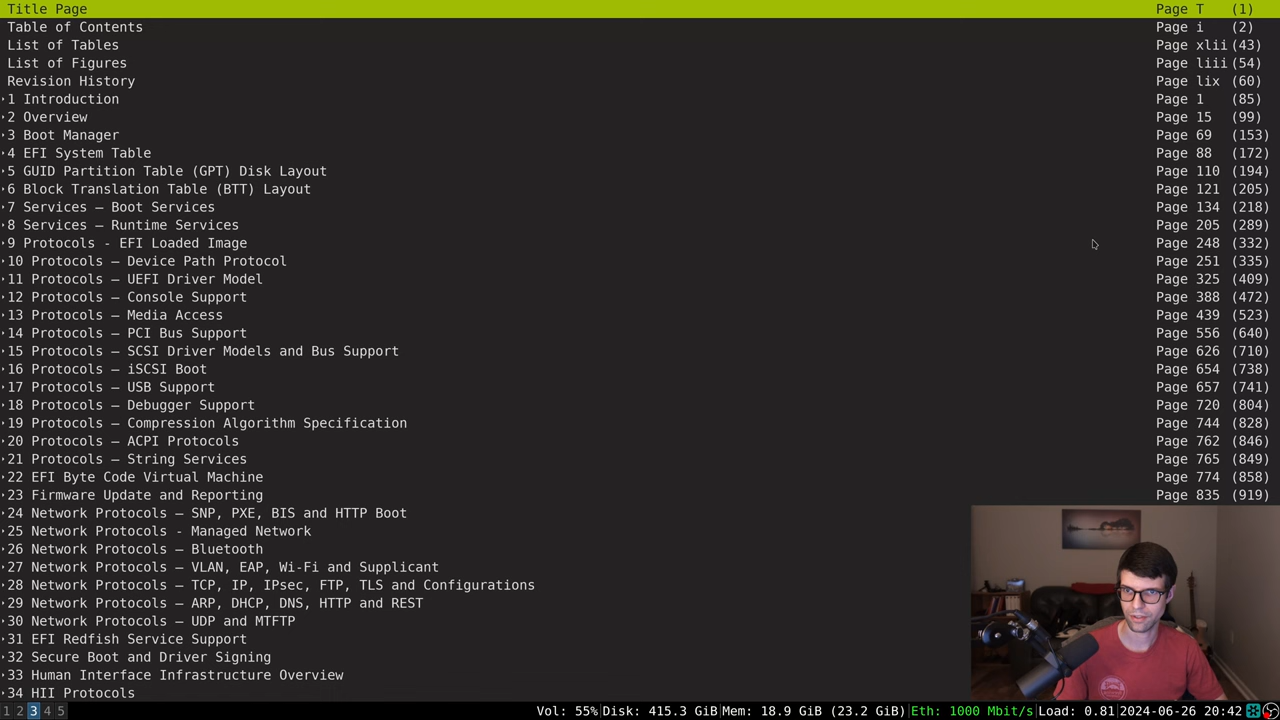 Title Page Page T (1)
Table of Contents Page i (2)
List of Tables Page xlii (43)
List of Figures Page liii (54)
Revision History Page lix (60)
1 Introduction Page 1 (85)
2 Overview Page 15 (99)
3 Boot Manager Page 69 (153)
4 EFI System Table Page 88 (172)
5 GUID Partition Table (GPT) Disk Layout Page 110 (194)
6 Block Translation Table (BTT) Layout Page 121 (205)
7 Services — Boot Services Page 134 (218)
8 Services — Runtime Services Page 205 (289)
9 Protocols - EFI Loaded Image Page 248 (332)
10 Protocols — Device Path Protocol Page 251 (335)
11 Protocols — UEFI Driver Model Page 325 (409)
12 Protocols — Console Support Page 388 (472)
13 Protocols — Media Access Page 439 (523)
14 Protocols — PCI Bus Support Page 556 (640)
15 Protocols — SCSI Driver Models and Bus Support Page 626 (710)
16 Protocols — iSCSI Boot Page 654 (738)
17 Protocols — USB Support Page 657 (741)
18 Protocols — Debugger Support Page 720 (804)
19 Protocols — Compression Algorithm Specification Page 744 (828)
20 Protocols — ACPI Protocols Page 762 (846)
21 Protocols — String Services Page 765 (849)
22 EFI Byte Code Virtual Machine Page 774 (858)
23 Firmware Update and Reporting Page 835 (919)
24 Network Protocols — SNP, PXE, BIS and HTTP Boot
25 Network Protocols - Managed Network
26 Network Protocols — Bluetooth
27 Network Protocols — VLAN, EAP, Wi-Fi and Supplicant
28 Network Protocols — TCP, IP, IPsec, FTP, TLS and Configurations
29 Network Protocols — ARP, DHCP, DNS, HTTP and REST
30 Network Protocols — UDP and MTFTP
31 EFI Redfish Service Support
32 Secure Boot and Driver Signing
33 Human Interface Infrastructure Overview
34 HII Protocols
1 2 3 4 5 Vol: 55%|Disk: 415.3 GiB|Mem: 18.9 GiB (23.2 GiB)|Eth: 1000 Mbit/s|Load: 0.81|2024-06-26 20:42